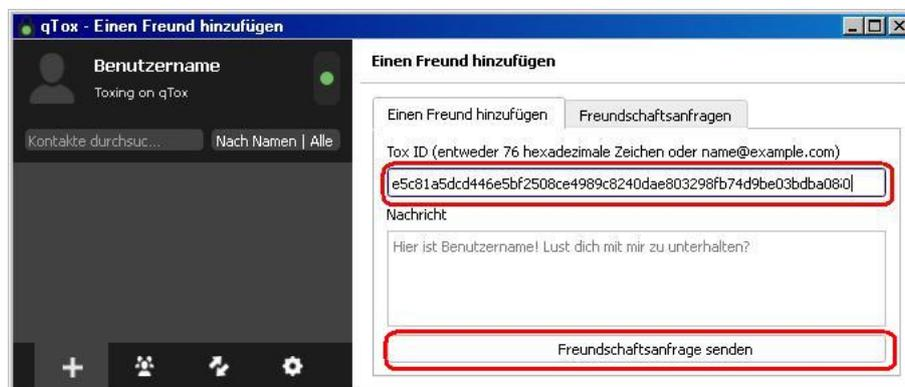 qTox - Einen Freund hinzufügen
Benutzername
Toxing on qTox
Kontakte durchsuc...
Nach Namen | Alle
Einen Freund hinzufügen
Einen Freund hinzufügen
Freundschaftsanfragen
Tox ID (entweder 76 hexadezimale Zeichen oder name@example.com)
e5c81a5dcd446e5bf2508ce4989c8240dae803298fb74d9be03bdba080
Nachricht
Hier ist Benutzername! Lust dich mit mir zu unterhalten?
Freundschaftsanfrage senden